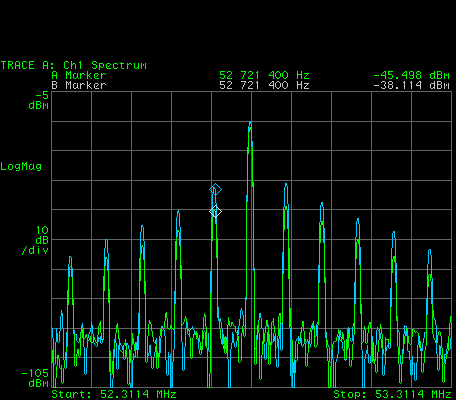 TRACE A: Ch1 Spectrum
A Marker 52 721 400 Hz -45.498 dBm
B Marker 52 721 400 Hz -38.114 dBm
-5
dBm
LogMag
10
dB
/div
-105
dBm
Start: 52.3114 MHz Stop: 53.3114 MHz